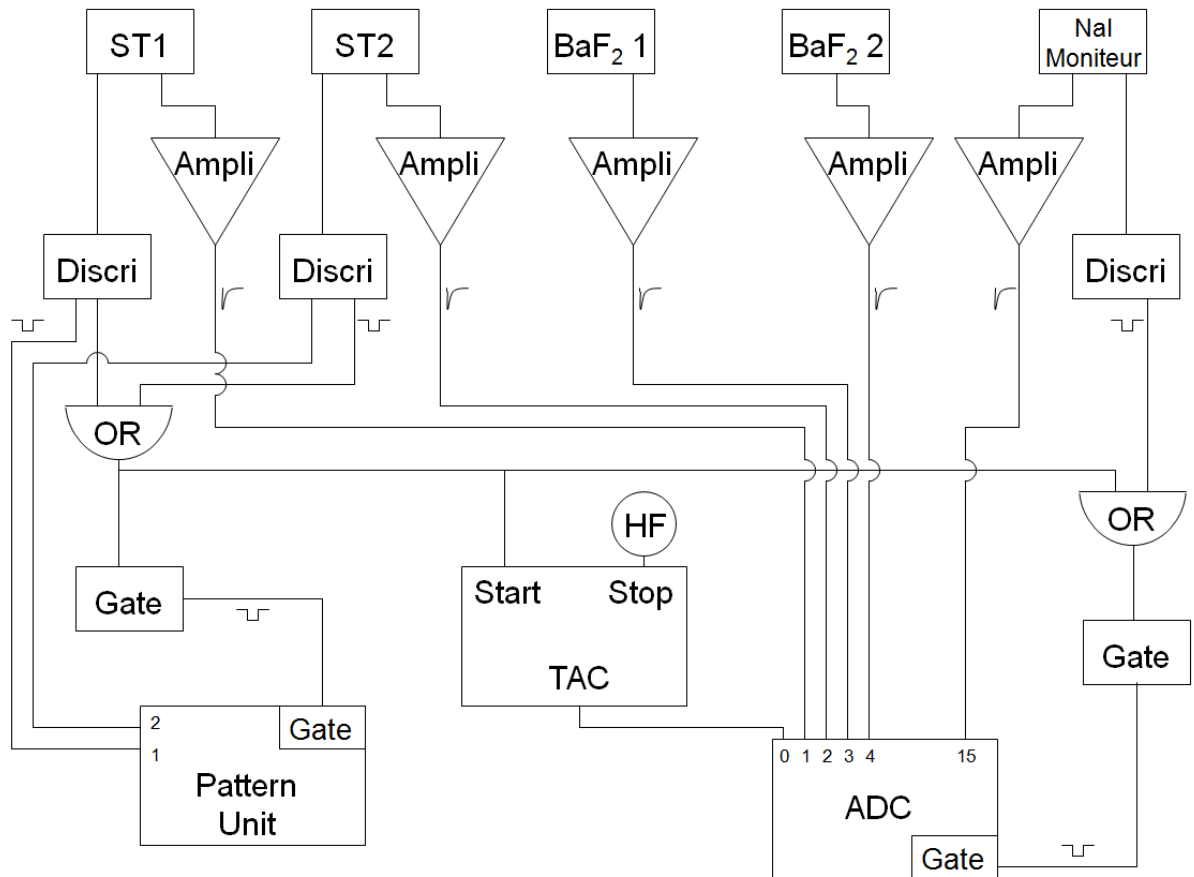 ST1
ST2
BaF₂ 1
BaF₂ 2
NaI
Moniteur
Ampli
Ampli
Ampli
Ampli
Ampli
Discri
Discri
Discri
OR
HF
OR
Start
Stop
Gate
Gate
TAC
2
Gate
1
0
1
2
3
4
15
Pattern
Unit
ADC
Gate